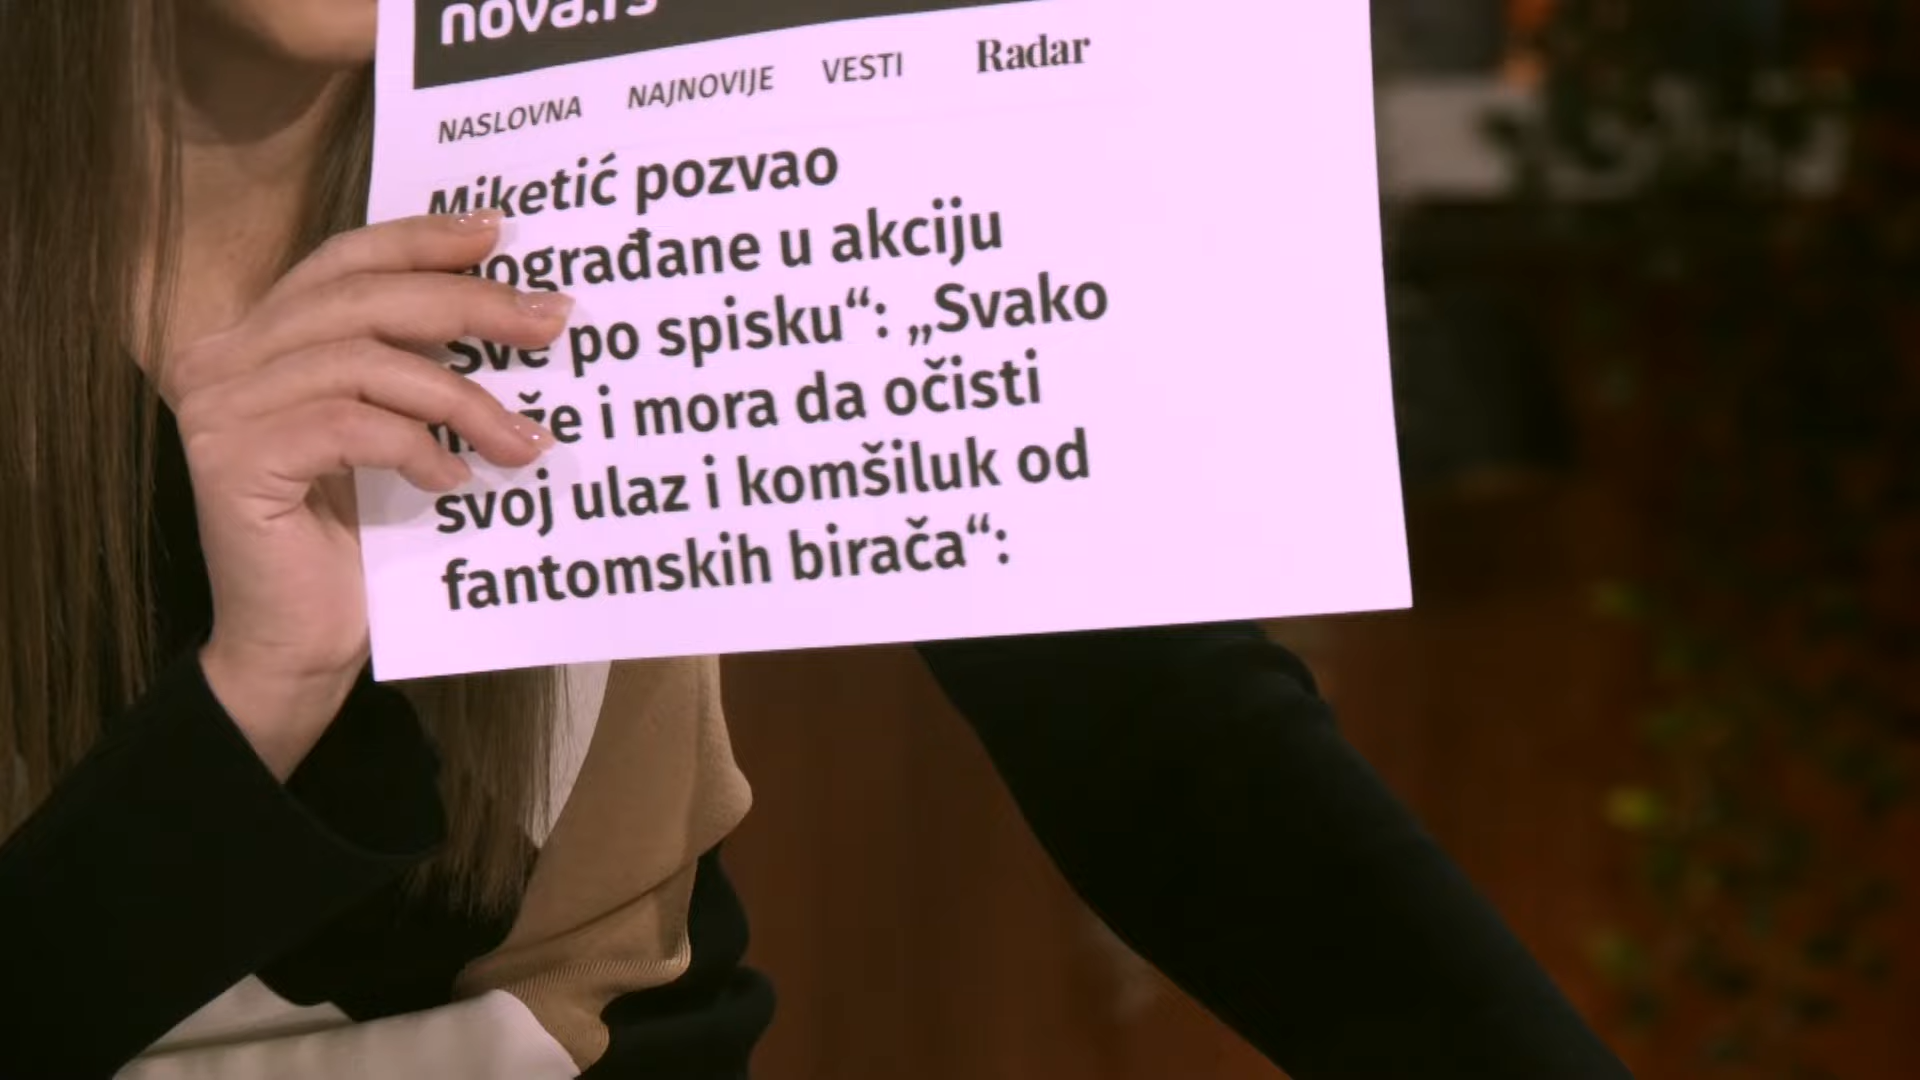 nova.rs
NASLOVNA NAJNOVIJE VESTI Radar
Miketić pozvao
u akciju
Sve po spisku“: „Svako
i mora da očisti
svoj ulaz i komšiluk od
fantomskih birača“: